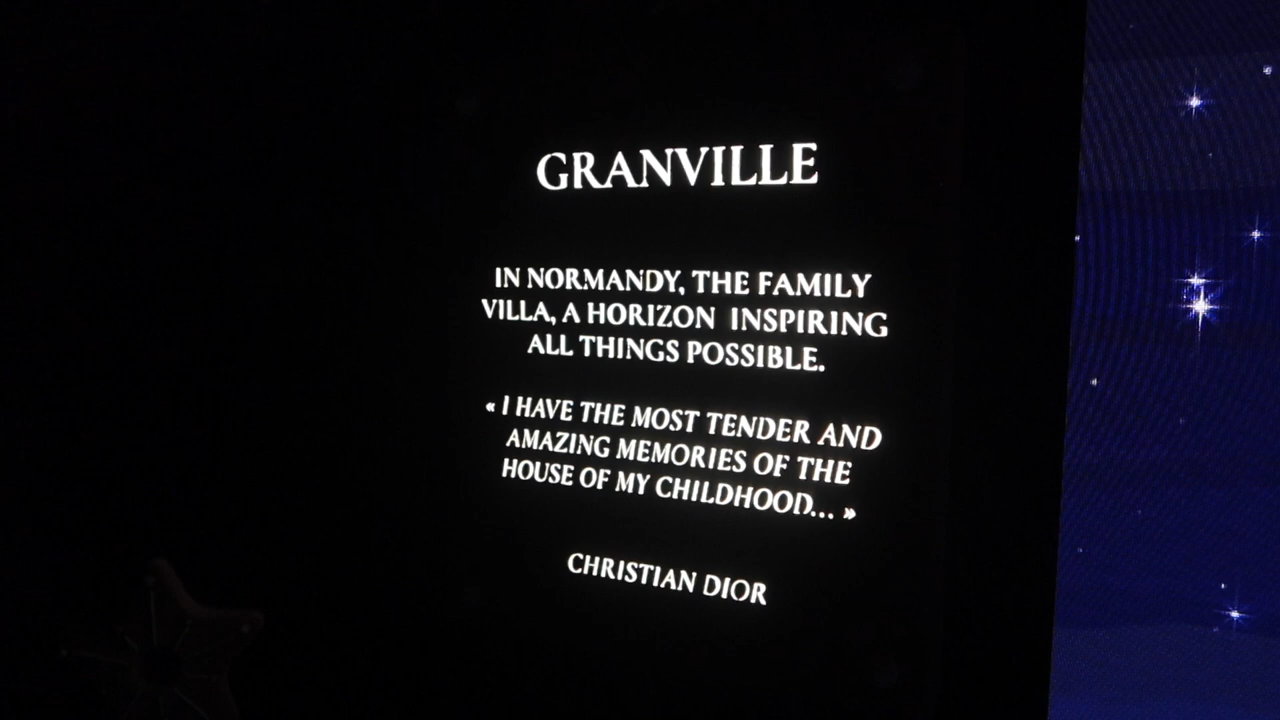 GRANVILLE
IN NORMANDY, THE FAMILY
VILLA, A HORIZON INSPIRING
ALL THINGS POSSIBLE.
« I HAVE THE MOST TENDER AND
AMAZING MEMORIES OF THE
HOUSE OF MY CHILDHOOD... »
CHRISTIAN DIOR